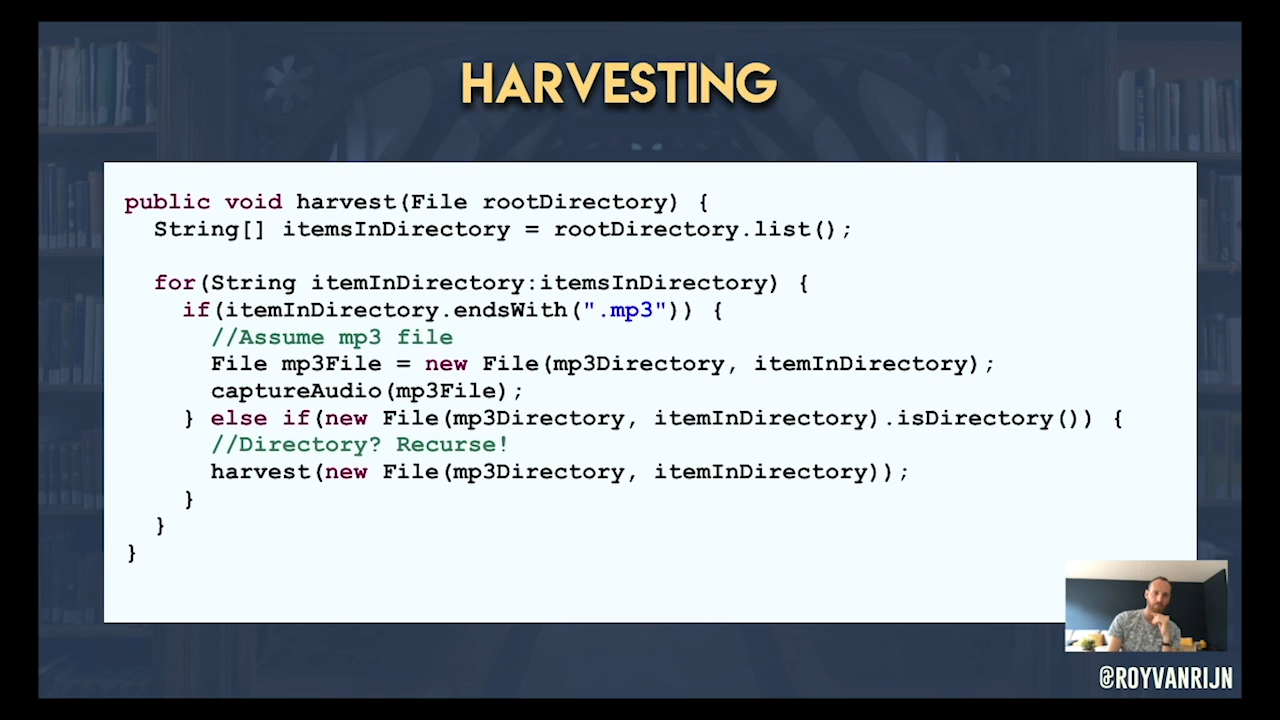 HARVESTING
public void harvest(File rootDirectory) {
String[] itemsInDirectory = rootDirectory.list();
for(String itemInDirectory:itemsInDirectory) {
if(itemInDirectory.endsWith(".mp3")) {
//Assume mp3 file
File mp3File = new File(mp3Directory, itemInDirectory);
captureAudio(mp3File);
} else if(new File(mp3Directory, itemInDirectory).isDirectory()) {
//Directory? Recurse!
harvest(new File(mp3Directory, itemInDirectory));
}
}
}
@ROYVANRIJN